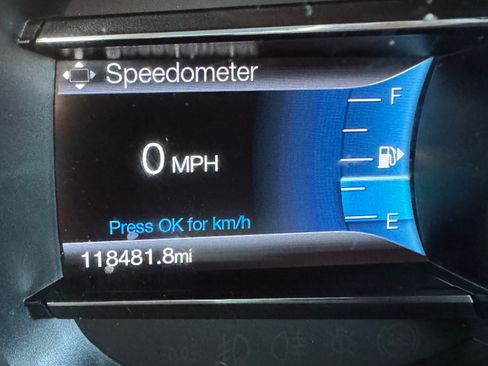 Speedometer
F
0 MPH
Press OK for km/h
E
118481.8mi